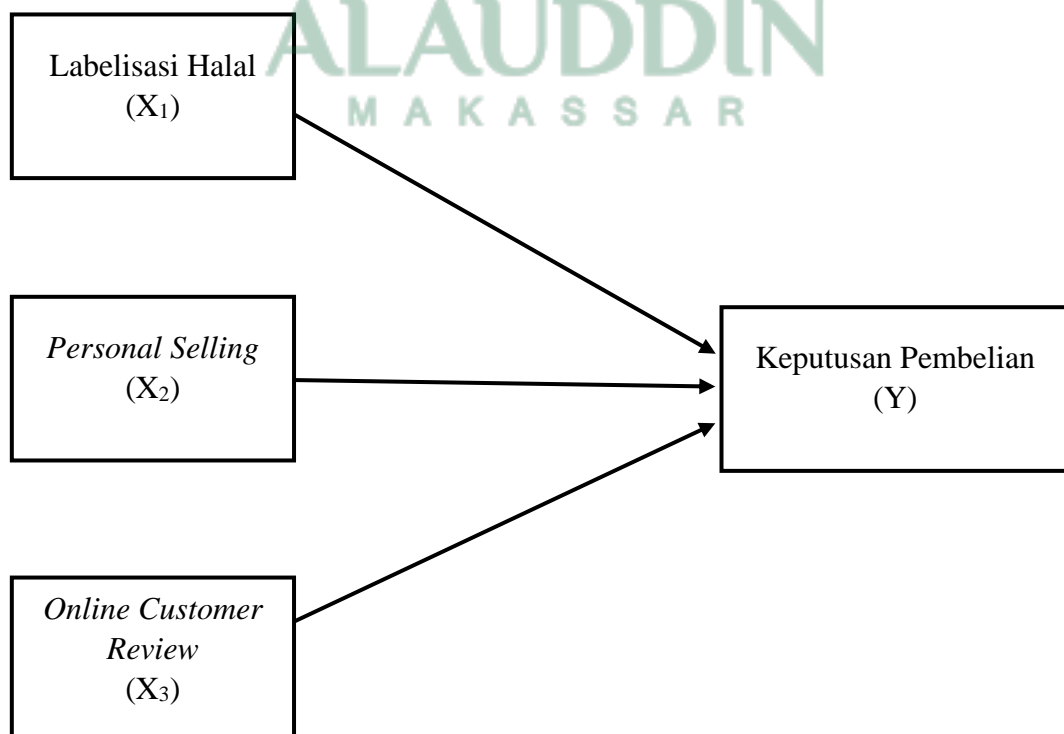 ALAUDDIN
MAKASSAR
Labelisasi Halal
(X₁)
Personal Selling
(X₂)
Keputusan Pembelian
(Y)
Online Customer
Review
(X₃)